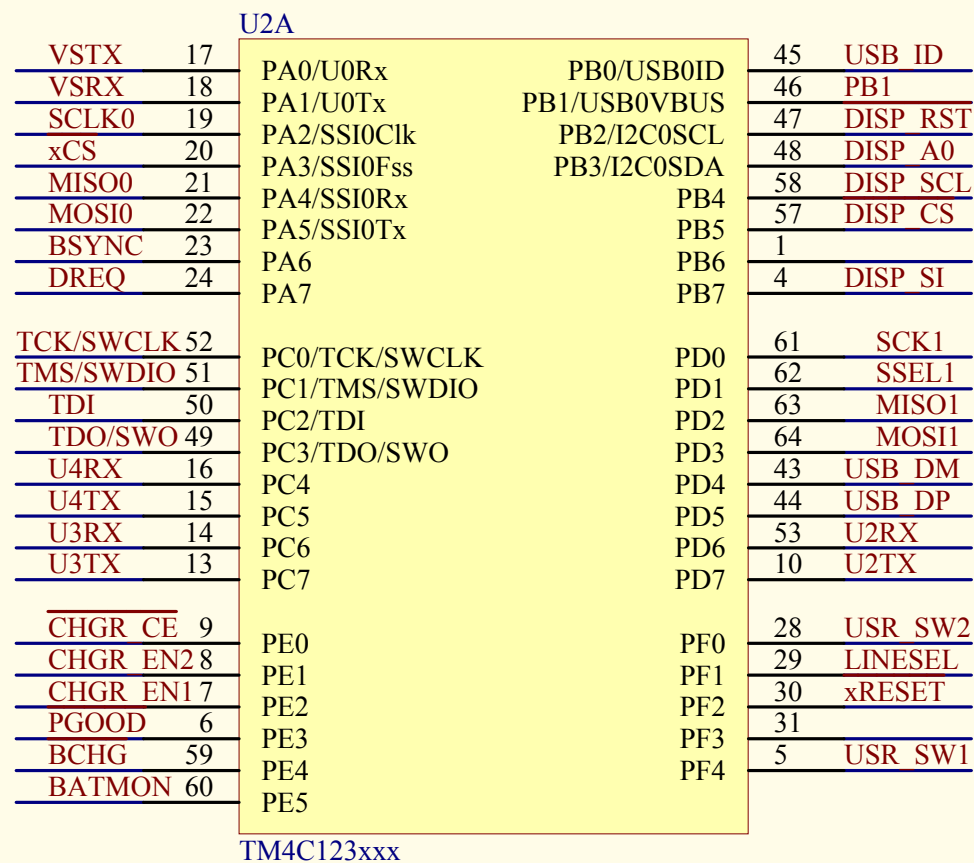 U2A
VSTX 17 PA0/U0Rx PB0/USB0ID 45 USB_ID
VSRX 18 PA1/U0Tx PB1/USB0VBUS 46 PB1
SCLK0 19 PA2/SSI0Clk PB2/I2C0SCL 47 DISP_RST
xCS 20 PA3/SSI0Fss PB3/I2C0SDA 48 DISP_A0
MISO0 21 PA4/SSI0Rx PB4 58 DISP_SCL
MOSI0 22 PA5/SSI0Tx PB5 57 DISP_CS
BSYNC 23 PA6 PB6 1
DREQ 24 PA7 PB7 4 DISP_SI
TCK/SWCLK 52 PC0/TCK/SWCLK PD0 61 SCK1
TMS/SWDIO 51 PC1/TMS/SWDIO PD1 62 SSEL1
TDI 50 PC2/TDI PD2 63 MISO1
TDO/SWO 49 PC3/TDO/SWO PD3 64 MOSI1
U4RX 16 PC4 PD4 43 USB_DM
U4TX 15 PC5 PD5 44 USB_DP
U3RX 14 PC6 PD6 53 U2RX
U3TX 13 PC7 PD7 10 U2TX
CHGR_CE 9 PE0 PF0 28 USR_SW2
CHGR_EN2 8 PE1 PF1 29 LINESEL
CHGR_EN1 7 PE2 PF2 30 xRESET
PGOOD 6 PE3 PF3 31
BCHG 59 PE4 PF4 5 USR_SW1
BATMON 60 PE5
TM4C123xxx